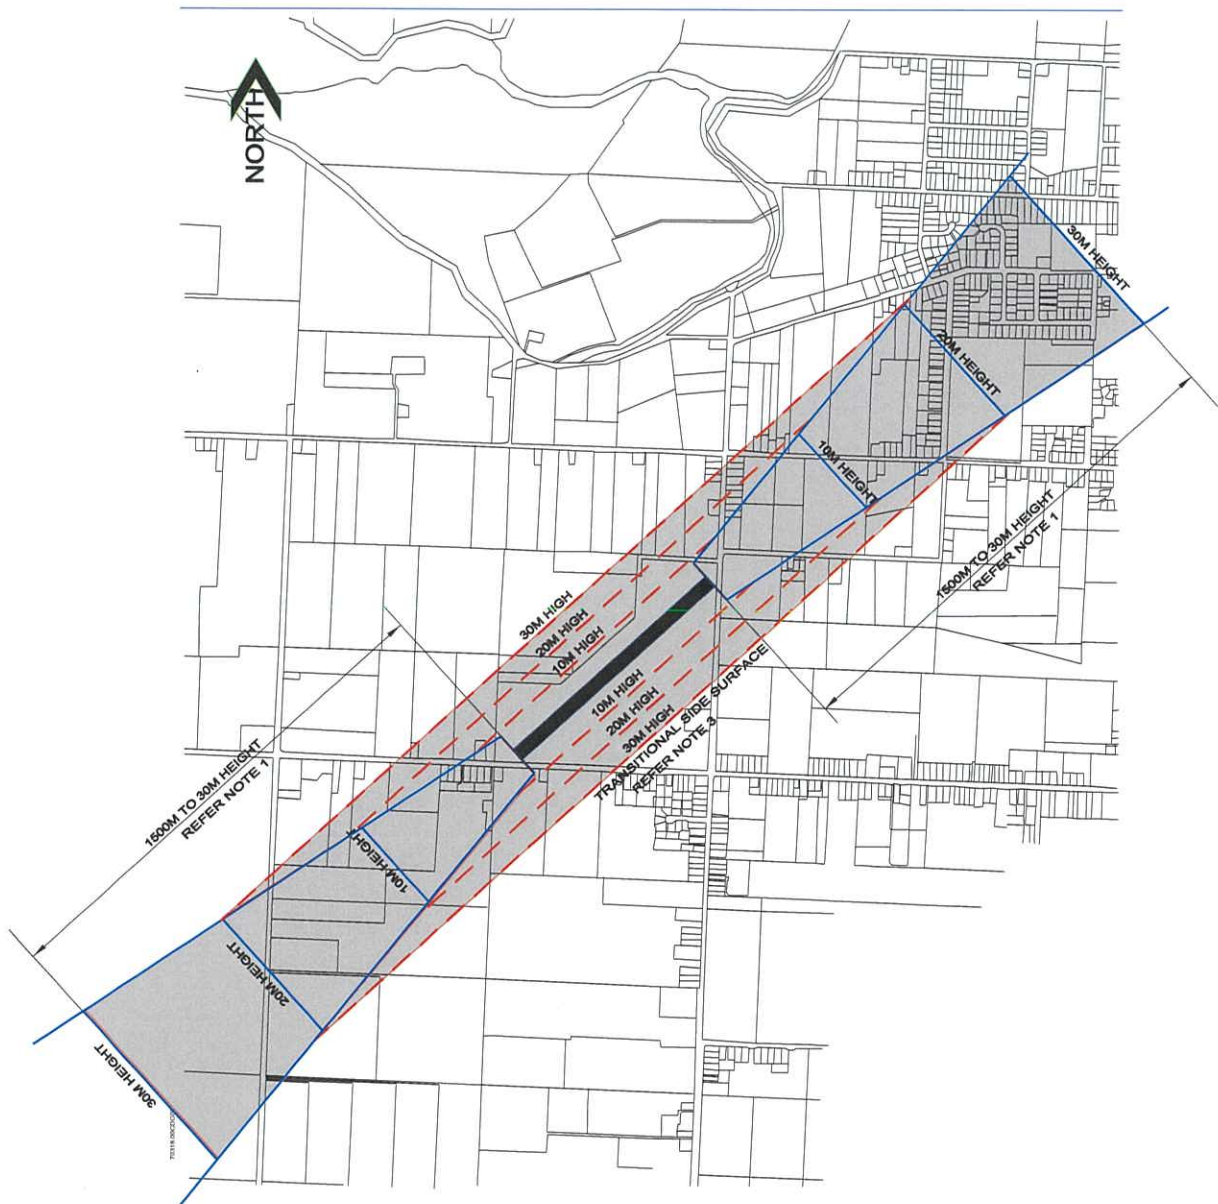 NORTH
30M HEIGHT
20M HEIGHT
10M HEIGHT
1500M TO 30M HEIGHT
REFER NOTE 1
30M HIGH
20M HIGH
10M HIGH
10M HIGH
20M HIGH
30M HIGH
TRANSITIONAL SIDE SURFACE
REFER NOTE 3
1500M TO 30M HEIGHT
REFER NOTE 1
10M HEIGHT
20M HEIGHT
30M HEIGHT